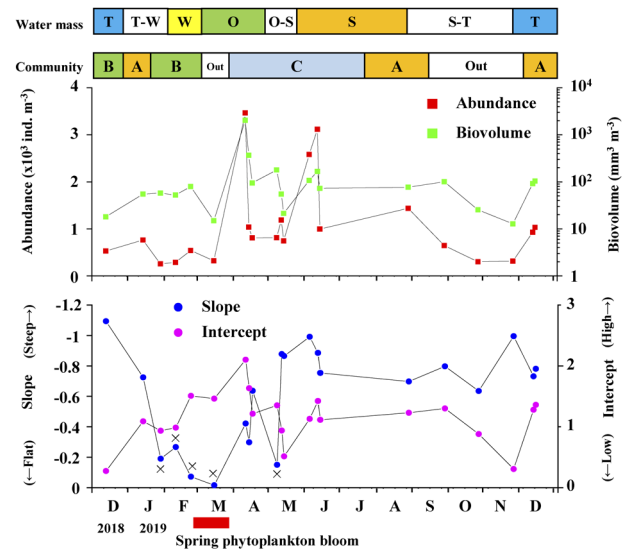 Water mass T T-W W O O-S S S-T T
Community B A B Out C A Out A
Abundance (x10³ ind. m⁻³)
4
3
2
1
0
Abundance
Biovolume
Biovolume (mm³ m⁻³)
10⁴
10³
10²
10
1
Slope
(Steep→)
(←Flat)
-1.2
-1
-0.8
-0.6
-0.4
-0.2
0
Slope
Intercept
Intercept
(High→)
(←Low)
3
2
1
0
D J F M A M J J A S O N D
2018 2019
Spring phytoplankton bloom